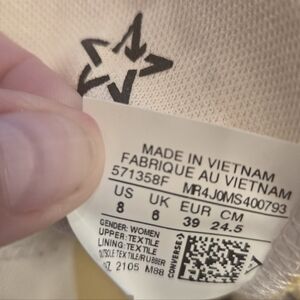 MADE IN VIETNAM
FABRIQUE AU VIETNAM
571358F MR4J0MS400793
US UK EUR CM
8 6 39 24.5
GENDER: WOMEN
UPPER: TEXTILE
LINING: TEXTILE
OUTSOLE: TEXTILE/RUBBER
2105 M88
CONVERSE